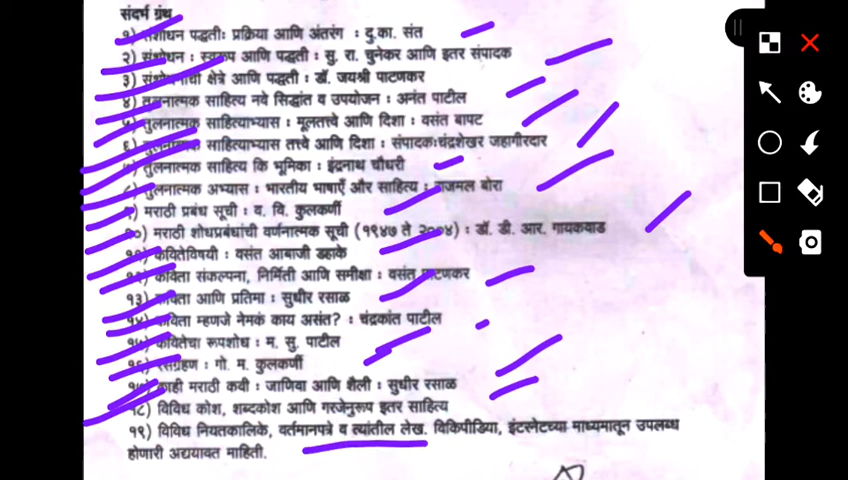 संदर्भ ग्रंथ
१) संशोधन पद्धतीः प्रक्रिया आणि अंतरंग : दु.का. संत
२) संशोधन : स्वरूप आणि पद्धती : सु. रा. चुनेकर आणि इतर संपादक
३) संशोधनाची क्षेत्रे आणि पद्धती : डॉ. जयश्री पाटणकर
४) तुलनात्मक साहित्य नवे सिद्धांत व उपयोजन : अनंत पाटील
५) तुलनात्मक साहित्याभ्यास : मूलतत्त्वे आणि दिशा : वसंत बापट
६) तुलनात्मक साहित्याभ्यास तत्त्वे आणि दिशा : संपादकःचंद्रशेखर जहागीरदार
७) तुलनात्मक साहित्य कि भूमिका : इंद्रनाथ चौधरी
८) तुलनात्मक अभ्यास : भारतीय भाषाएँ और साहित्य : राजमल बोरा
९) मराठी प्रबंध सूची : व. वि. कुलकर्णी
१०) मराठी शोधप्रबंधांची वर्णनात्मक सूची (१९४७ ते २००४) : डॉ. डी. आर. गायकवाड
११) कवितेविषयी : वसंत आबाजी डहाके
१२) कविता संकल्पना, निर्मिती आणि समीक्षा : वसंत पाटणकर
१३) कविता आणि प्रतिमा : सुधीर रसाळ
१४) कविता म्हणजे नेमकं काय असंत? : चंद्रकांत पाटील
१५) कवितेचा रूपशोध : म. सु. पाटील
१६) रसग्रहण : गो. म. कुलकर्णी
१७) काही मराठी कवी : जाणिवा आणि शैली : सुधीर रसाळ
१८) विविध कोश, शब्दकोश आणि गरजेनुरूप इतर साहित्य
१९) विविध नियतकालिके, वर्तमानपत्रे व त्यांतील लेख. विकिपीडिया, इंटरनेटच्या माध्यमातून उपलब्ध
होणारी अद्ययावत माहिती.